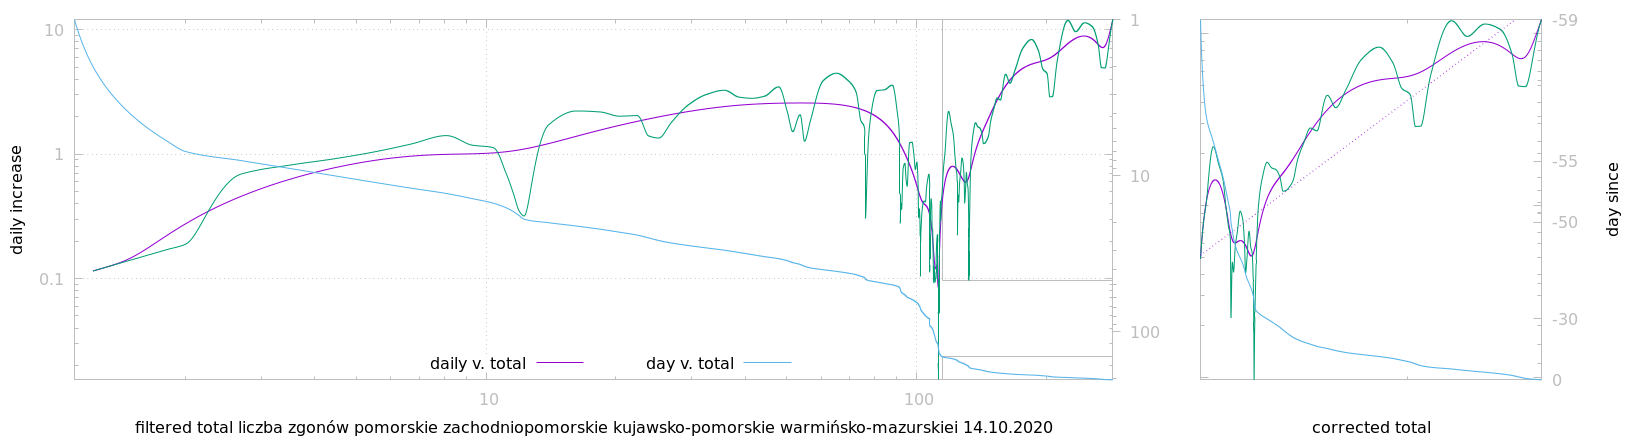 10
1
0.1
daily increase
1
10
100
10
100
daily v. total
day v. total
filtered total liczba zgonów pomorskie zachodniopomorskie kujawsko-pomorskie warmińsko-mazurskiei 14.10.2020
-59
-55
-50
-30
0
day since
corrected total